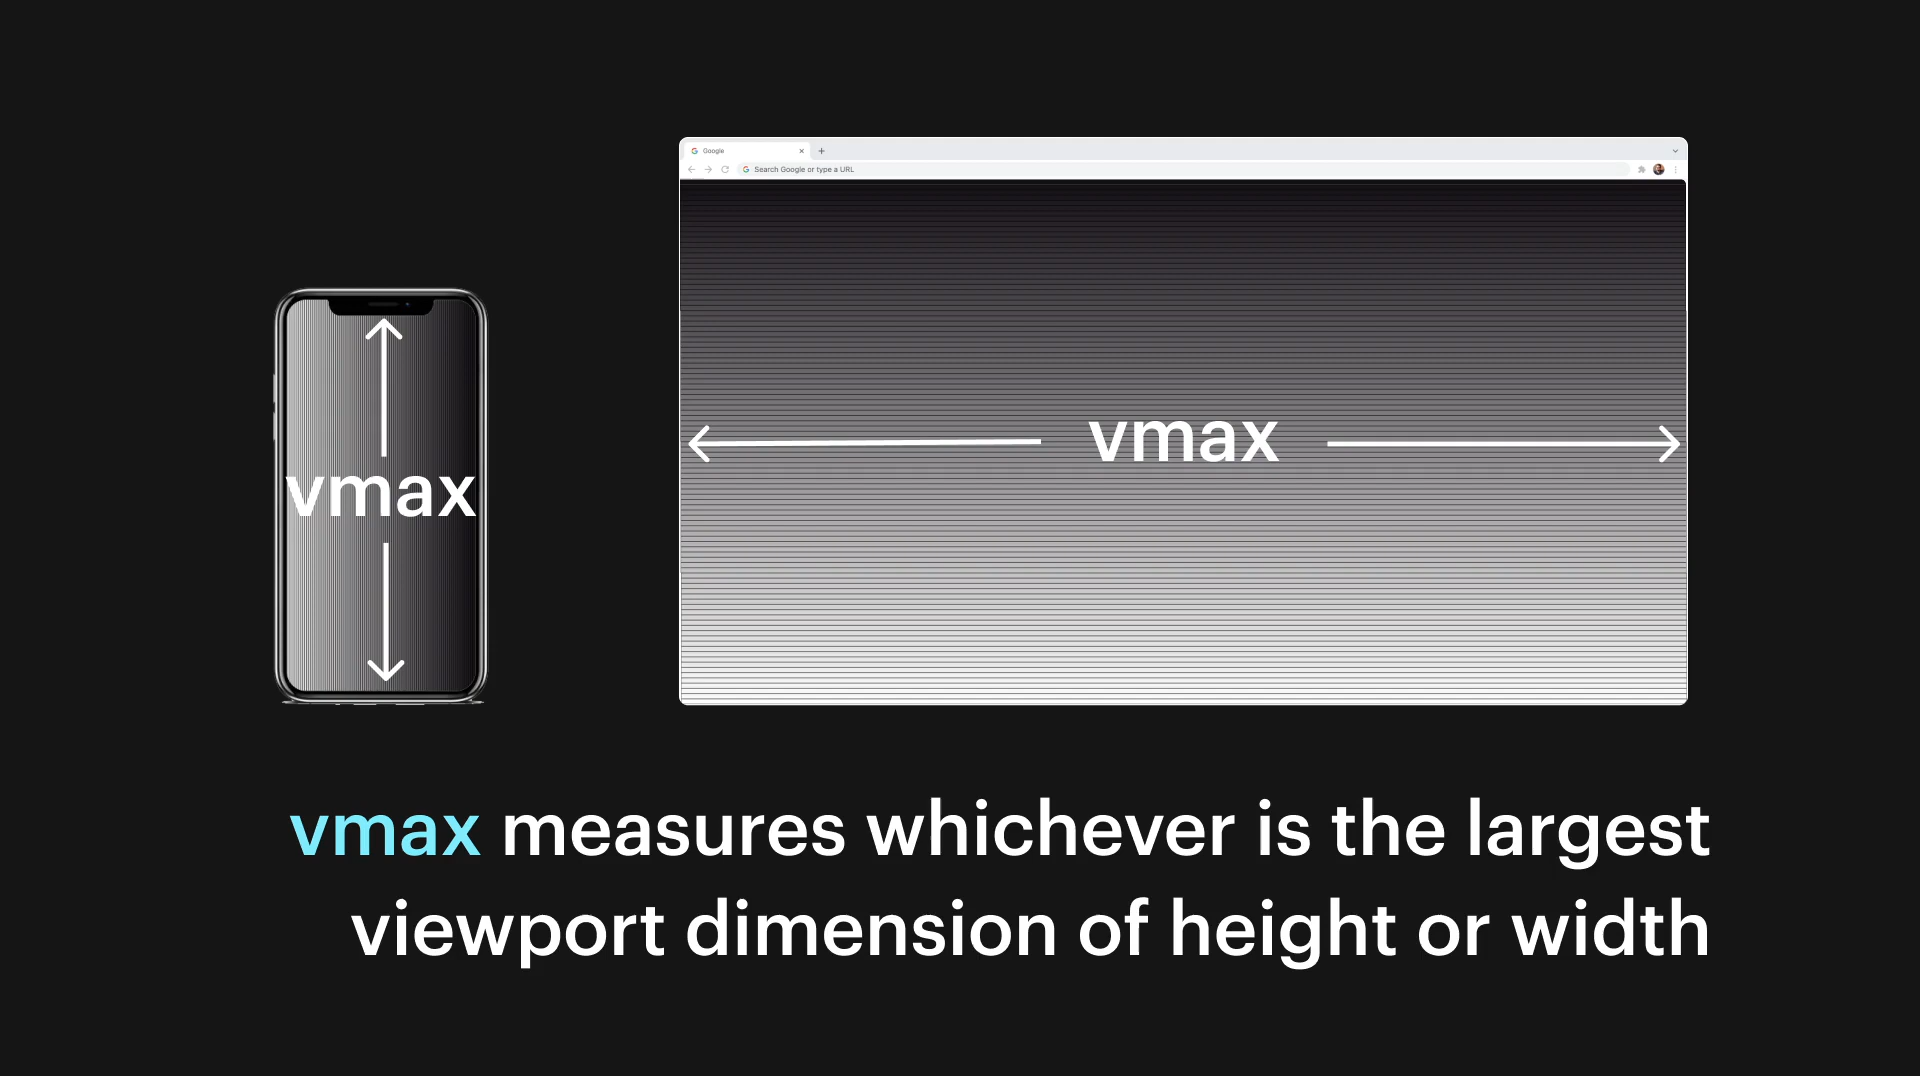 Google
Search Google or type a URL
vmax
vmax
vmax measures whichever is the largest
viewport dimension of height or width